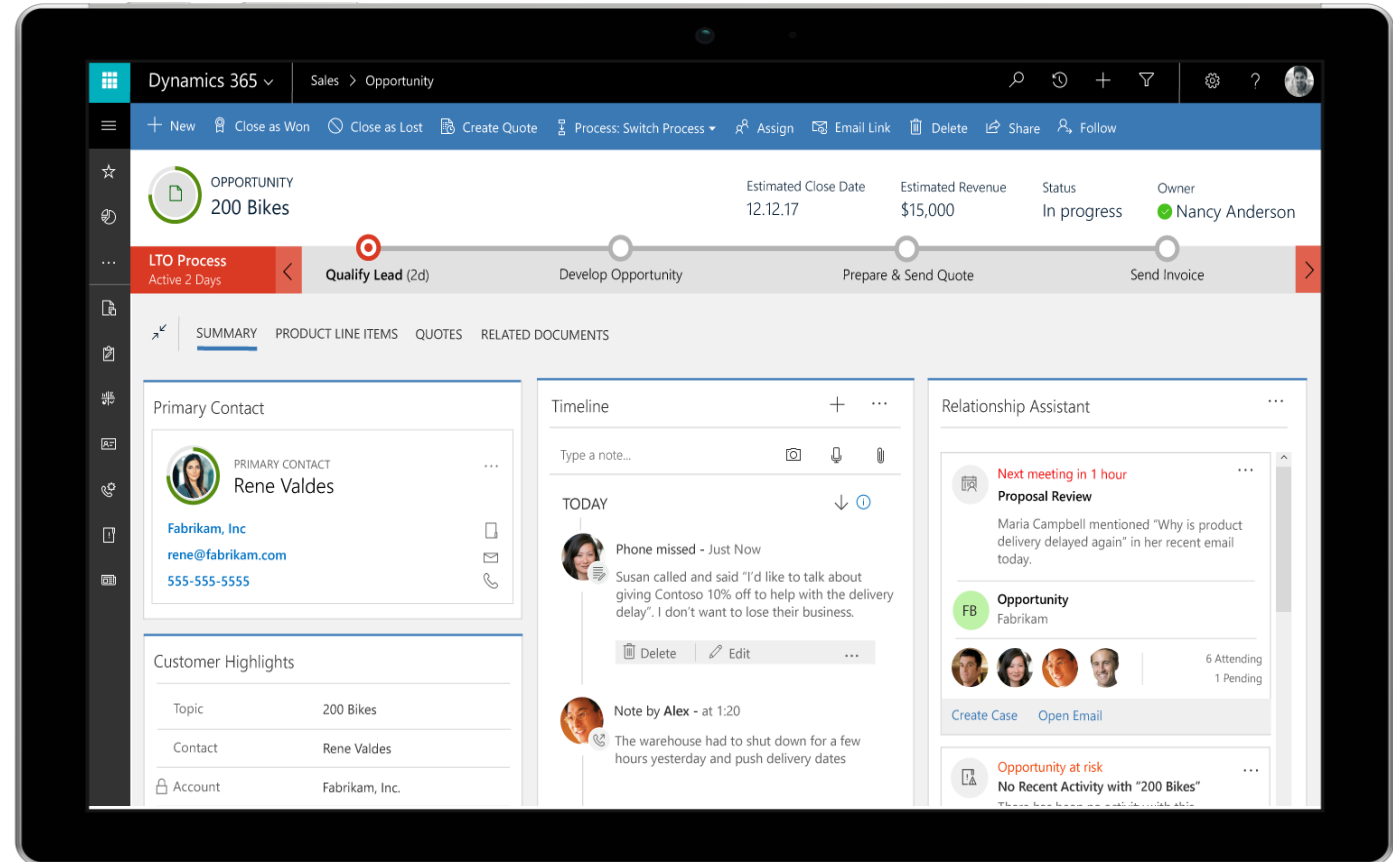 Dynamics 365
Sales > Opportunity
?
+ New
Close as Won
Close as Lost
Create Quote
Process: Switch Process
Assign
Email Link
Delete
Share
Follow
OPPORTUNITY
200 Bikes
Estimated Close Date
12.12.17
Estimated Revenue
$15,000
Status
In progress
Owner
Nancy Anderson
LTO Process
Active 2 Days
Qualify Lead (2d)
Develop Opportunity
Prepare & Send Quote
Send Invoice
SUMMARY
PRODUCT LINE ITEMS
QUOTES
RELATED DOCUMENTS
Primary Contact
PRIMARY CONTACT
...
Rene Valdes
Fabrikam, Inc
rene@fabrikam.com
555-555-5555
Customer Highlights
Topic 200 Bikes
Contact Rene Valdes
Account Fabrikam, Inc.
Timeline
+ ...
Type a note...
TODAY
Phone missed - Just Now
Susan called and said “I’d like to talk about
giving Contoso 10% off to help with the delivery
delay”. I don’t want to lose their business.
Delete
Edit
...
Note by Alex - at 1:20
The warehouse had to shut down for a few
hours yesterday and push delivery dates
Relationship Assistant
...
Next meeting in 1 hour
...
Proposal Review
Maria Campbell mentioned “Why is product
delivery delayed again” in her recent email
today.
FB
Opportunity
Fabrikam
6 Attending
1 Pending
Create Case
Open Email
Opportunity at risk
...
No Recent Activity with “200 Bikes”
There has been no activity with this